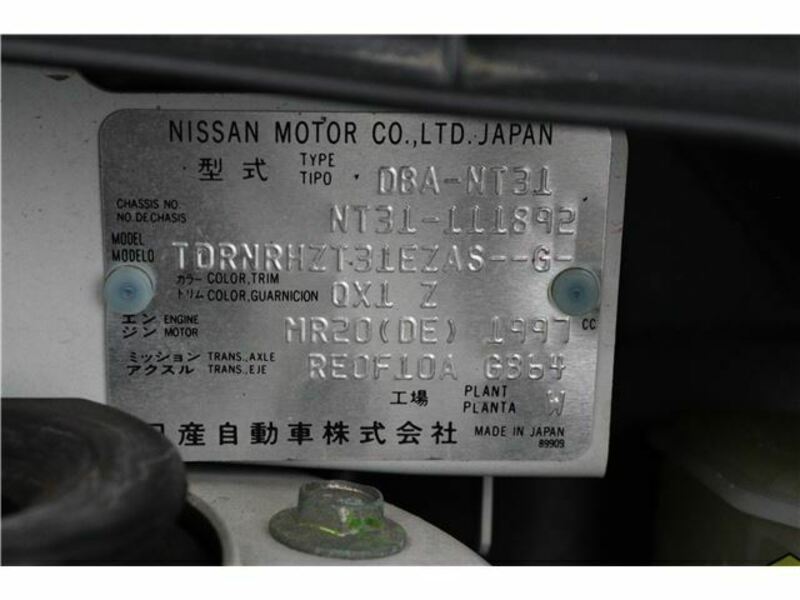 NISSAN MOTOR CO.,LTD. JAPAN
型式 TYPE TIPO DBA-NT31
CHASSIS NO. NO.DE CHASIS NT31-111892
MODEL MODELO TDRNRHZT31EZAS--G-
カラー COLOR,TRIM
トリム COLOR,GUARNICION QX1 Z
エンジン ENGINE MOTOR MR20(DE) 1997 CC
ミッション TRANS.,AXLE
アクスル TRANS.,EJE RE0F10A G364
工場 PLANT PLANTA W
日産自動車株式会社 MADE IN JAPAN
89909